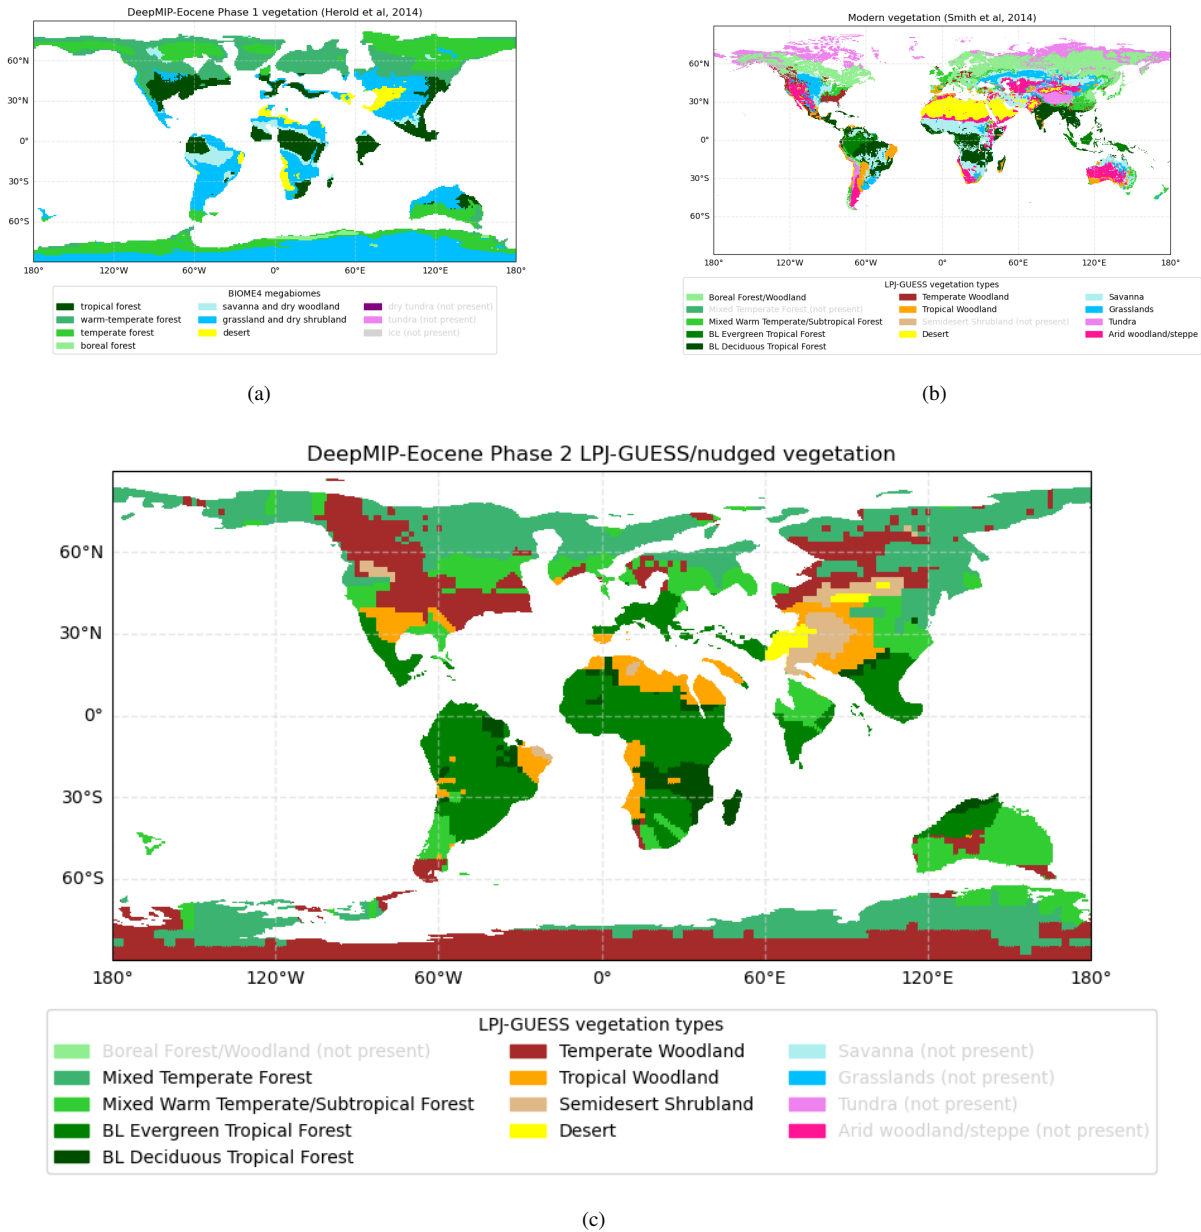 DeepMIP-Eocene Phase 1 vegetation (Herold et al, 2014)
60°N
30°N
0°
30°S
60°S
180° 120°W 60°W 0° 60°E 120°E 180°
BIOME4 megabiomes
tropical forest savanna and dry woodland dry tundra (not present)
warm-temperate forest grassland and dry shrubland tundra (not present)
temperate forest desert ice (not present)
boreal forest
(a)
Modern vegetation (Smith et al, 2014)
60°N
30°N
0°
30°S
60°S
180° 120°W 60°W 0° 60°E 120°E 180°
LPJ-GUESS vegetation types
Boreal Forest/Woodland Temperate Woodland Savanna
Mixed Temperate Forest (not present) Tropical Woodland Grasslands
Mixed Warm Temperate/Subtropical Forest Semidesert Shrubland (not present) Tundra
BL Evergreen Tropical Forest Desert Arid woodland/steppe
BL Deciduous Tropical Forest
(b)
DeepMIP-Eocene Phase 2 LPJ-GUESS/nudged vegetation
60°N
30°N
0°
30°S
60°S
180° 120°W 60°W 0° 60°E 120°E 180°
LPJ-GUESS vegetation types
Boreal Forest/Woodland (not present) Temperate Woodland Savanna (not present)
Mixed Temperate Forest Tropical Woodland Grasslands (not present)
Mixed Warm Temperate/Subtropical Forest Semidesert Shrubland Tundra (not present)
BL Evergreen Tropical Forest Desert Arid woodland/steppe (not present)
BL Deciduous Tropical Forest
(c)